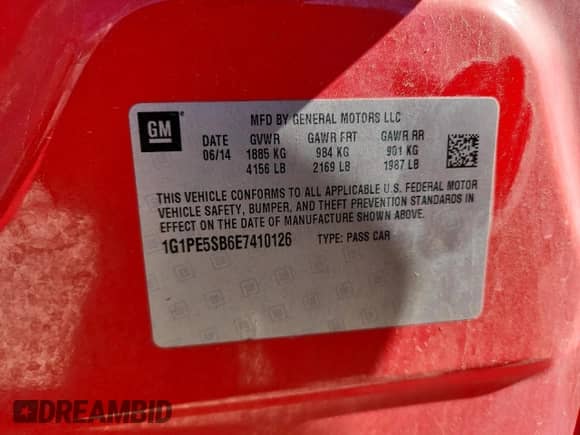 GM
MFD BY GENERAL MOTORS LLC
DATE GVWR GAWR FRT GAWR RR
06/14 1885 KG 984 KG 901 KG
4156 LB 2169 LB 1987 LB
THIS VEHICLE CONFORMS TO ALL APPLICABLE U.S. FEDERAL MOTOR
VEHICLE SAFETY, BUMPER, AND THEFT PREVENTION STANDARDS IN
EFFECT ON THE DATE OF MANUFACTURE SHOWN ABOVE.
1G1PE5SB6E7410126 TYPE: PASS CAR
DREAMBID